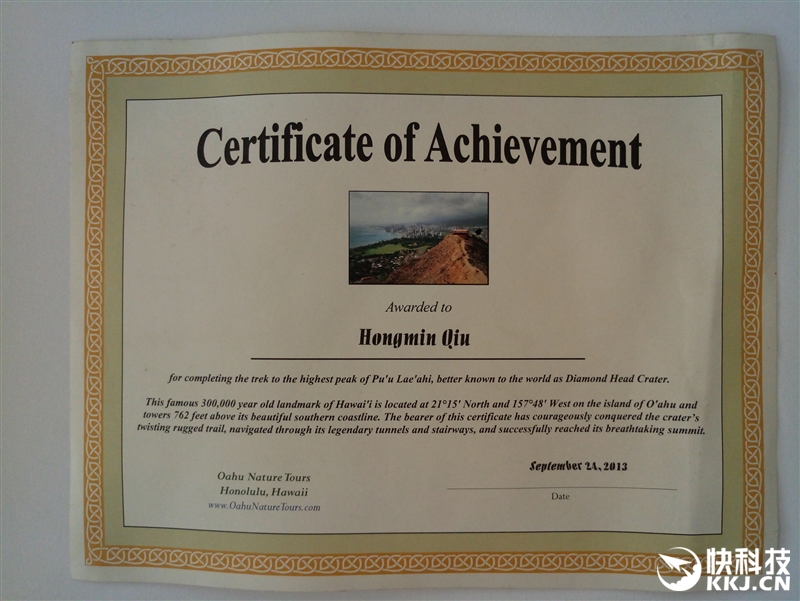 Certificate of Achievement
Awarded to
Hongmin Qiu
for completing the trek to the highest peak of Pu'u Lae'ahi, better known to the world as Diamond Head Crater.
This famous 300,000 year old landmark of Hawai'i is located at 21°15' North and 157°48' West on the island of O'ahu and
towers 762 feet above its beautiful southern coastline. The bearer of this certificate has courageously conquered the crater's
twisting rugged trail, navigated through its legendary tunnels and stairways, and successfully reached its breathtaking summit.
Oahu Nature Tours
Honolulu, Hawaii
www.OahuNatureTours.com
September 24, 2013
Date
快科技
KKJ.CN